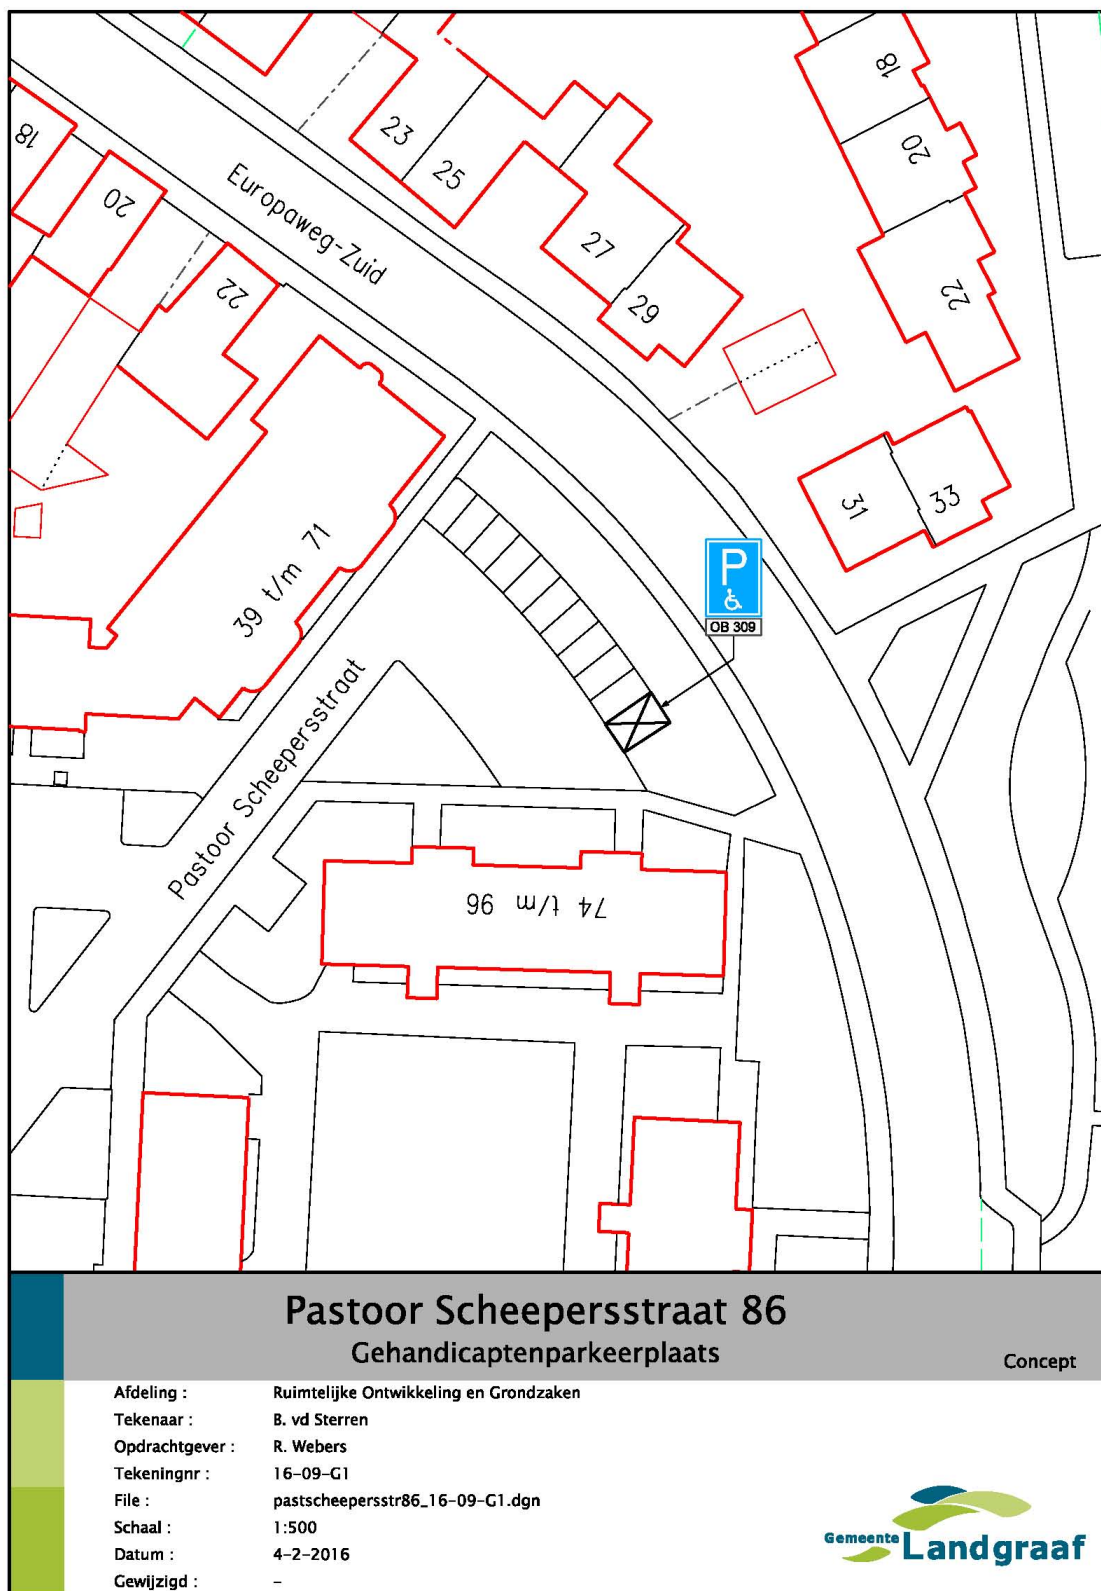 18
20
22
23
25
Europaweg-Zuid
27
29
18
20
22
31
33
39 t/m 71
P
OB 309
Pastoor Scheepersstraat
74 t/m 96
Pastoor Scheepersstraat 86
Gehandicaptenparkeerplaats
Concept
Afdeling : Ruimtelijke Ontwikkeling en Grondzaken
Tekenaar : B. vd Sterren
Opdrachtgever : R. Webers
Tekeningnr : 16-09-G1
File : pastscheepersstr86_16-09-G1.dgn
Schaal : 1:500
Datum : 4-2-2016
Gewijzigd : -
Gemeente Landgraaf